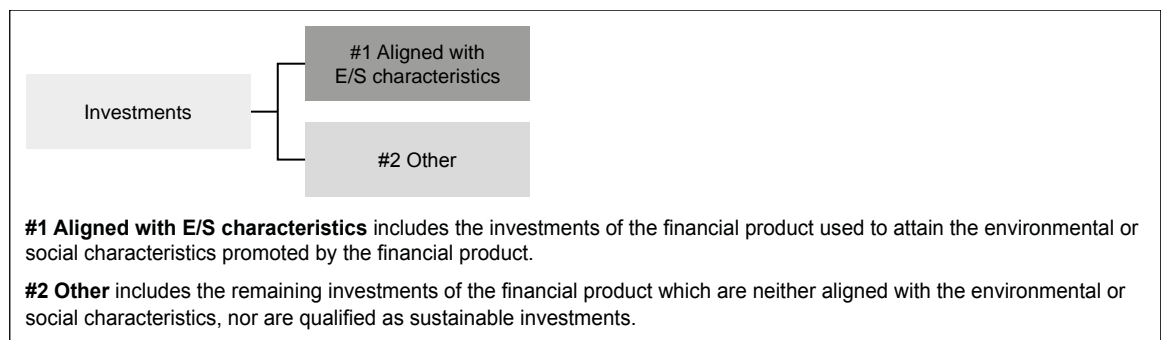 #1 Aligned with
E/S characteristics
Investments
#2 Other
#1 Aligned with E/S characteristics includes the investments of the financial product used to attain the environmental or
social characteristics promoted by the financial product.
#2 Other includes the remaining investments of the financial product which are neither aligned with the environmental or
social characteristics, nor are qualified as sustainable investments.